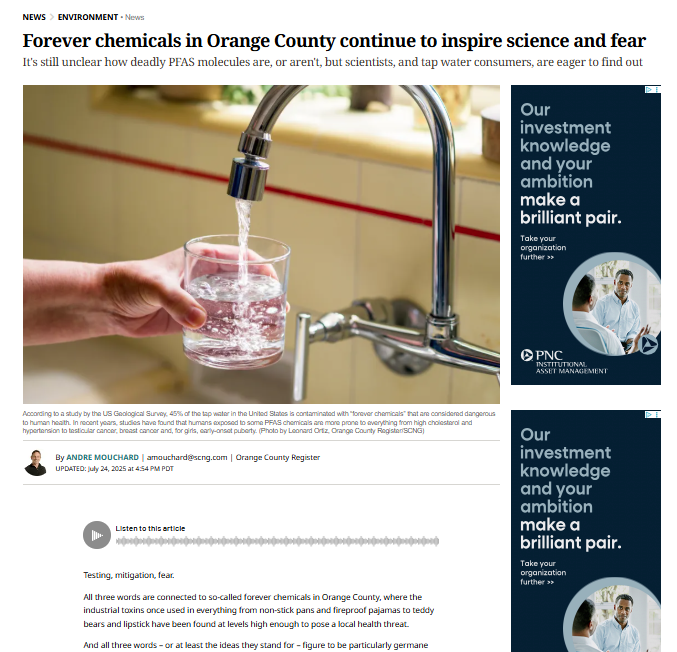 NEWS > ENVIRONMENT • News
Forever chemicals in Orange County continue to inspire science and fear
It's still unclear how deadly PFAS molecules are, or aren't, but scientists, and tap water consumers, are eager to find out
According to a study by the US Geological Survey, 45% of the tap water in the United States is contaminated with “forever chemicals” that are considered dangerous
to human health. In recent years, studies have found that humans exposed to some PFAS chemicals are more prone to everything from high cholesterol and
hypertension to testicular cancer, breast cancer and, for girls, early-onset puberty. (Photo by Leonard Ortiz, Orange County Register/SCNG)
By ANDRE MOUCHARD | amouchard@scng.com | Orange County Register
UPDATED: July 24, 2025 at 4:54 PM PDT
Listen to this article
Testing, mitigation, fear.
All three words are connected to so-called forever chemicals in Orange County, where the
industrial toxins once used in everything from non-stick pans and fireproof pajamas to teddy
bears and lipstick have been found at levels high enough to pose a local health threat.
And all three words – or at least the ideas they stand for – figure to be particularly germane
Our
investment
knowledge
and your
ambition
make a
brilliant pair.
Take your
organization
further >>
PNC
INSTITUTIONAL
ASSET MANAGEMENT
Our
investment
knowledge
and your
ambition
make a
brilliant pair.
Take your
organization
further >>